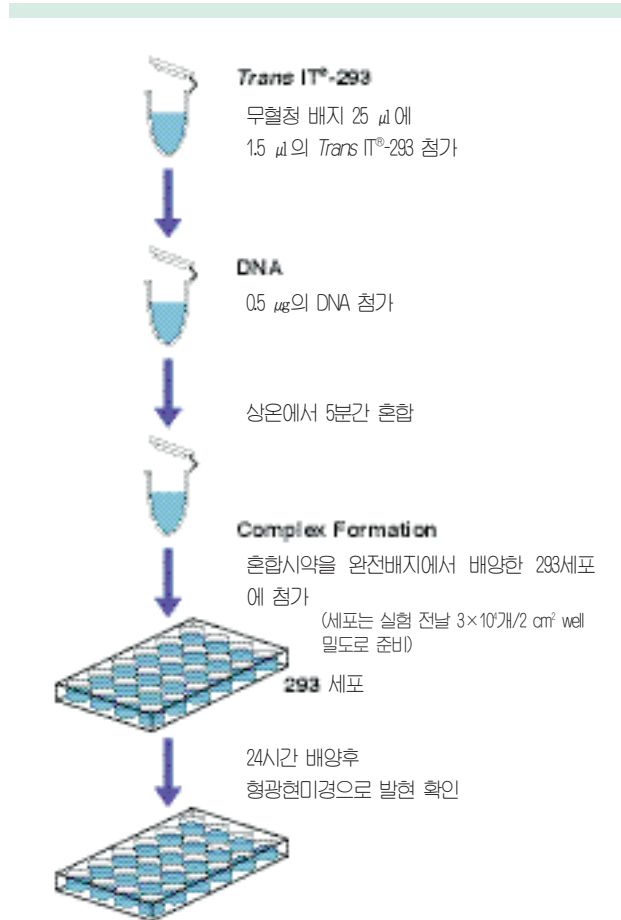 Trans IT®-293
무혈청 배지 25 ㎕에
1.5 ㎕의 Trans IT®-293 첨가
DNA
0.5 ㎍의 DNA 첨가
상온에서 5분간 혼합
Complex Formation
혼합시약을 완전배지에서 배양한 293세포
에 첨가
(세포는 실험 전날 개/2 cm² well
밀도로 준비)
293 세포
24시간 배양후
형광현미경으로 발현 확인